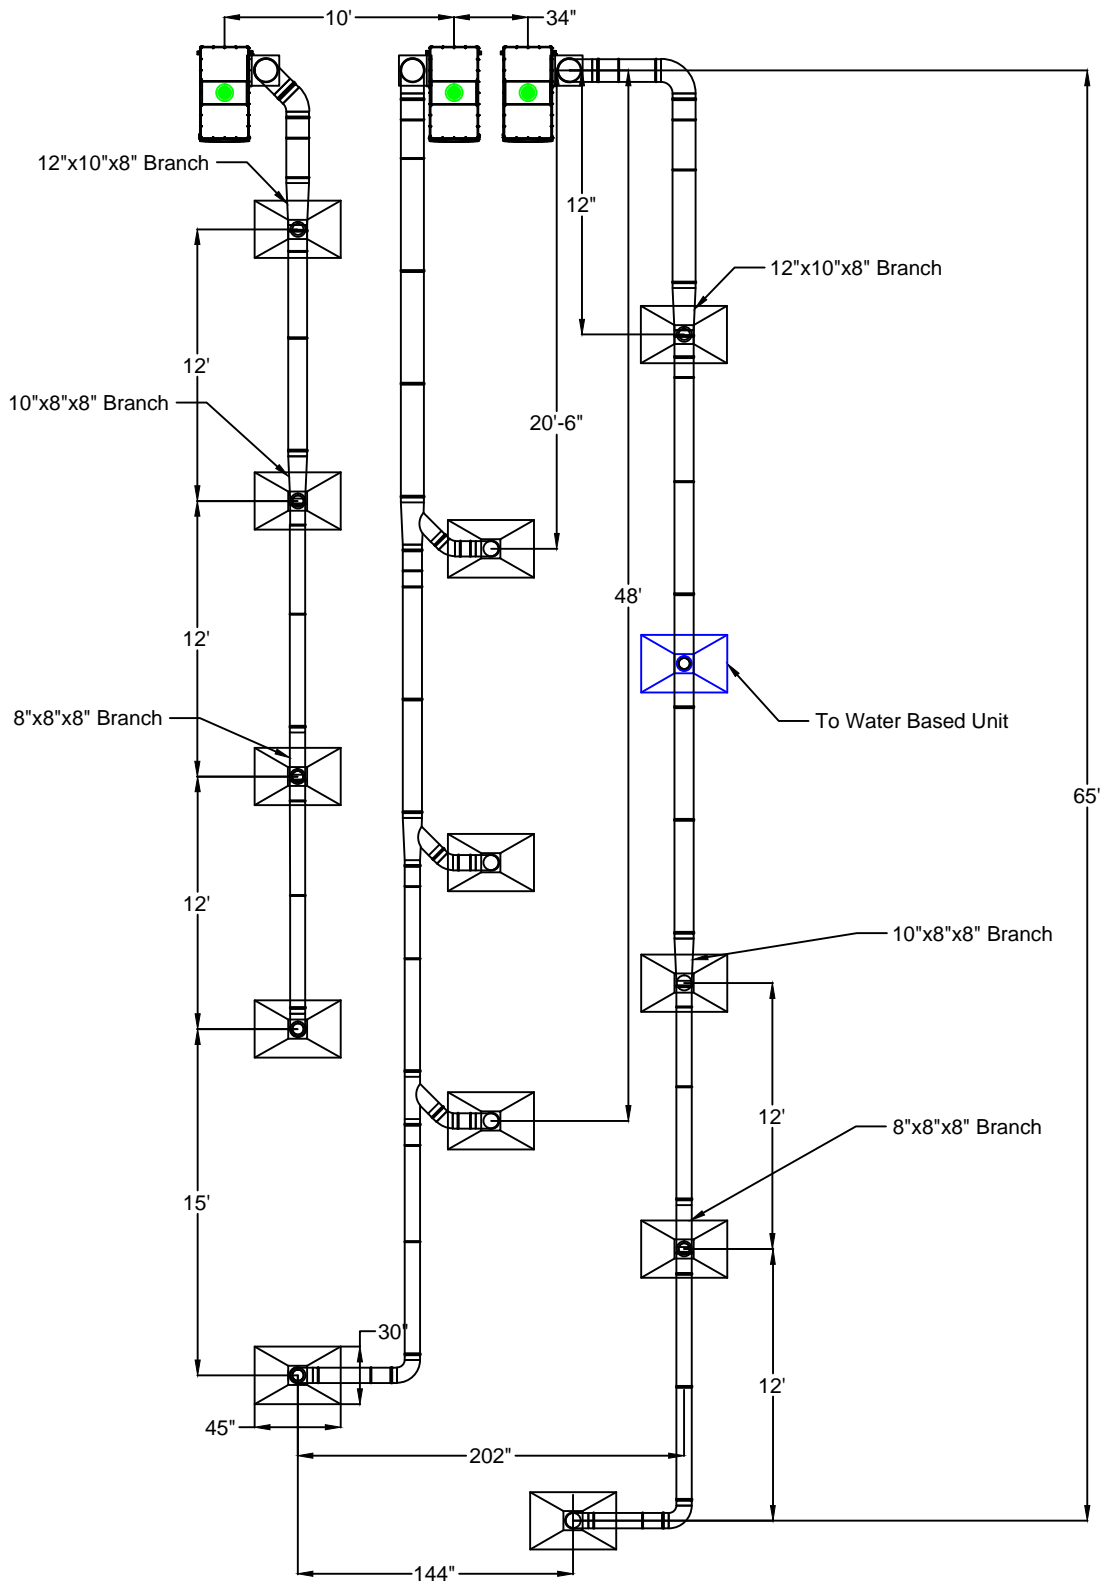 10'
34"
12"x10"x8" Branch
12"
12"x10"x8" Branch
12'
10"x8"x8" Branch
20'-6"
48'
12'
8"x8"x8" Branch
To Water Based Unit
65'
12'
10"x8"x8" Branch
12'
8"x8"x8" Branch
15'
30"
12'
45"
202"
144"